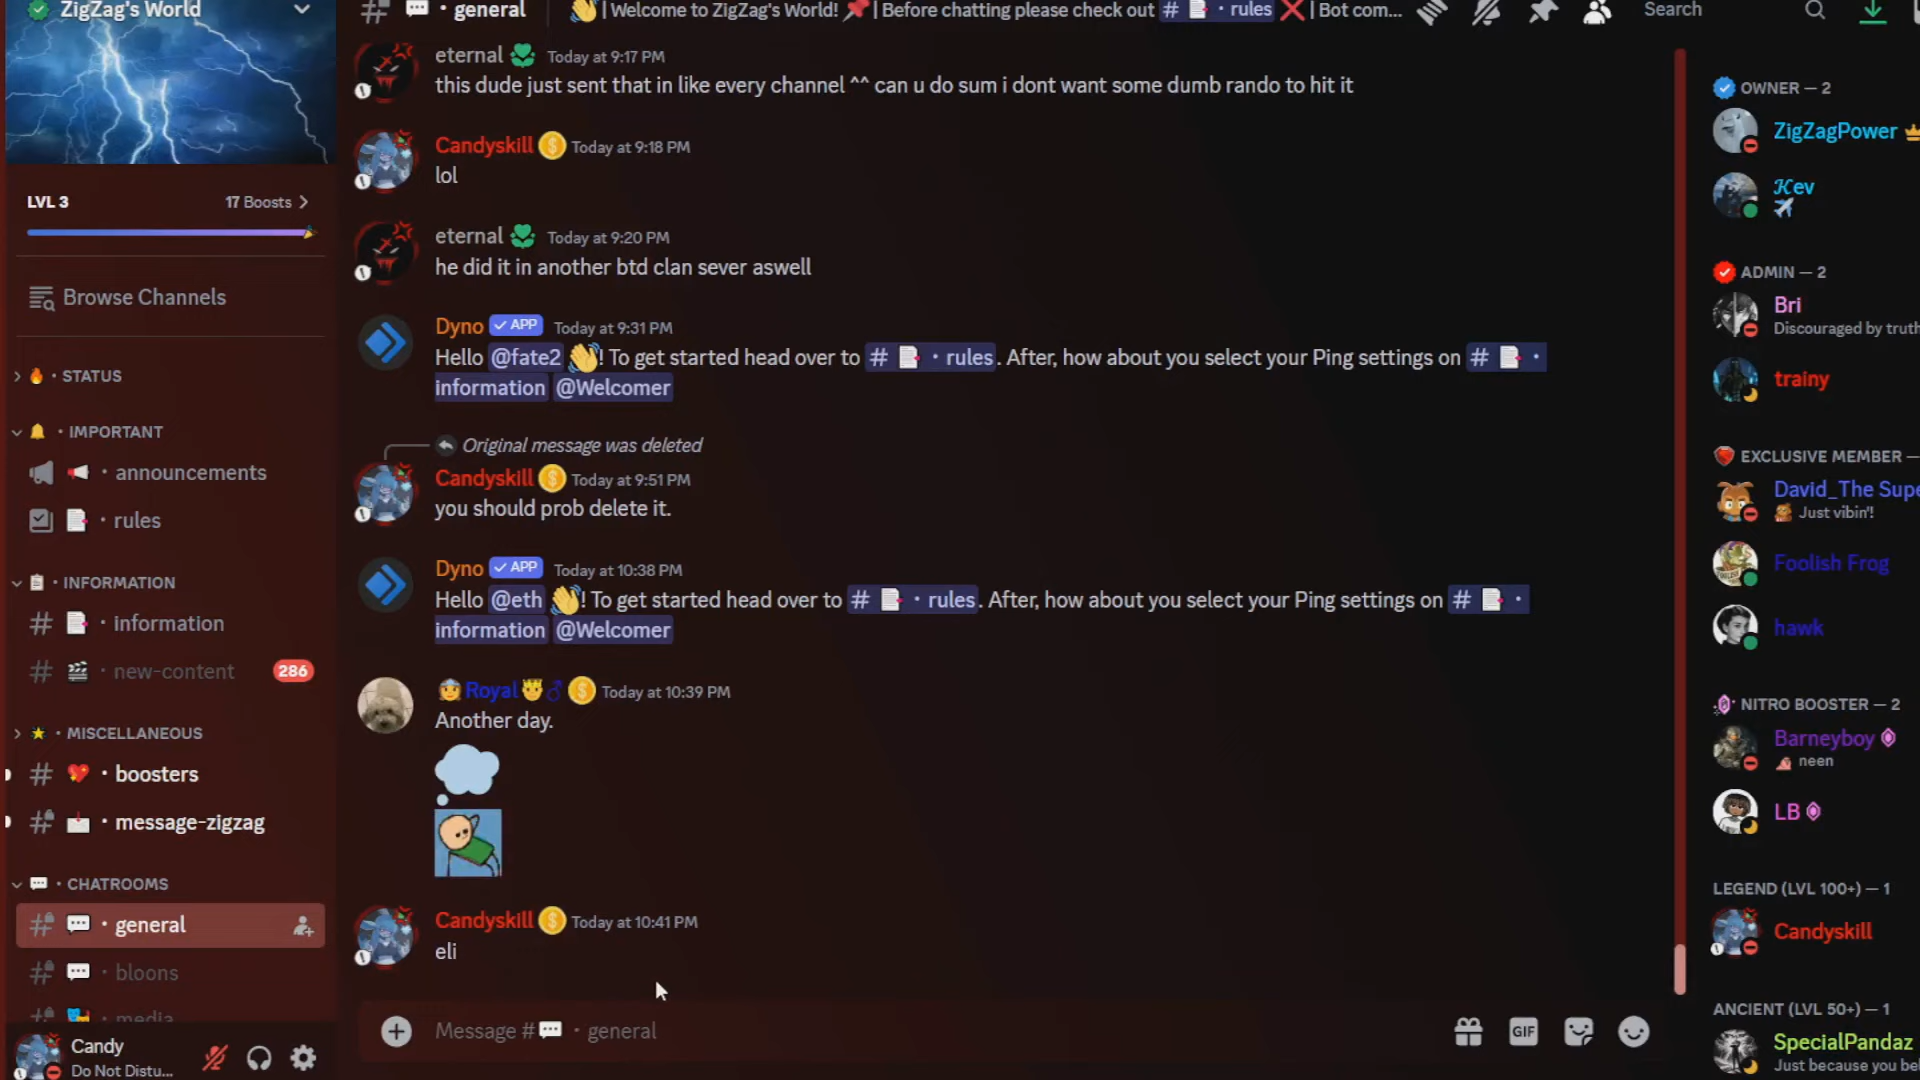 ZigZag's World
LVL 3
17 Boosts
Browse Channels
STATUS
IMPORTANT
announcements
rules
INFORMATION
information
new-content
286
MISCELLANEOUS
boosters
message-zigzag
CHATROOMS
general
bloons
media
Candy
Do Not Distu...
# 💬・general
👋 | Welcome to ZigZag's World! 📌 | Before chatting please check out # 📑・rules ❌ | Bot com...
Search
eternal Today at 9:17 PM
this dude just sent that in like every channel ^^ can u do sum i dont want some dumb rando to hit it
Candyskill Today at 9:18 PM
lol
eternal Today at 9:20 PM
he did it in another btd clan sever aswell
Dyno ✓ APP Today at 9:31 PM
Hello @fate2 👋! To get started head over to # 📑・rules. After, how about you select your Ping settings on # 📑・
information @Welcomer
Original message was deleted
Candyskill Today at 9:51 PM
you should prob delete it.
Dyno ✓ APP Today at 10:38 PM
Hello @eth 👋! To get started head over to # 📑・rules. After, how about you select your Ping settings on # 📑・
information @Welcomer
Royal Today at 10:39 PM
Another day.
Candyskill Today at 10:41 PM
eli
Message #💬・general
GIF
OWNER — 2
ZigZagPower
Kev
ADMIN — 2
Bri
Discouraged by truth
trainy
EXCLUSIVE MEMBER —
David_The Supe
Just vibin'!
Foolish Frog
hawk
NITRO BOOSTER — 2
Barneyboy
neen
LB
LEGEND (LVL 100+) — 1
Candyskill
ANCIENT (LVL 50+) — 1
SpecialPandaz
Just because you bel